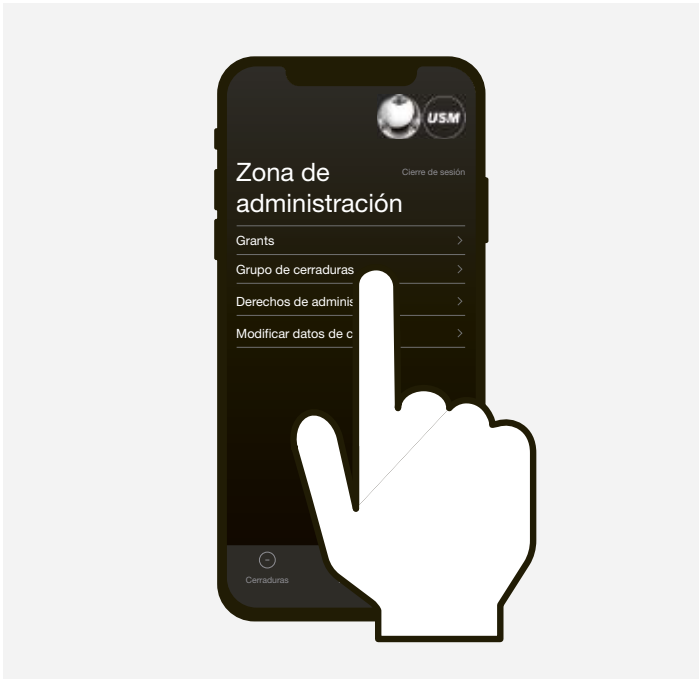 USM
Zona de
administración
Cierre de sesión
Grants
Grupo de cerraduras
Derechos de adminis
Modificar datos de c
Cerraduras